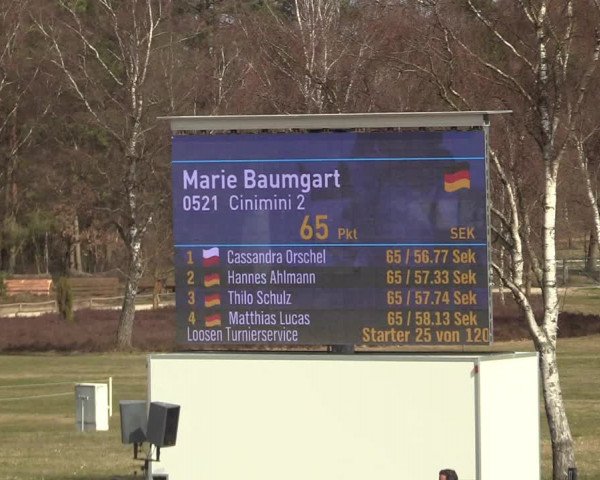 Marie Baumgart
0521 Cinimini 2
65 Pkt SEK
1 Cassandra Orschel 65 / 56.77 Sek
2 Hannes Ahlmann 65 / 57.33 Sek
3 Thilo Schulz 65 / 57.74 Sek
4 Matthias Lucas 65 / 58.13 Sek
Loosen Turnierservice Starter 25 von 120